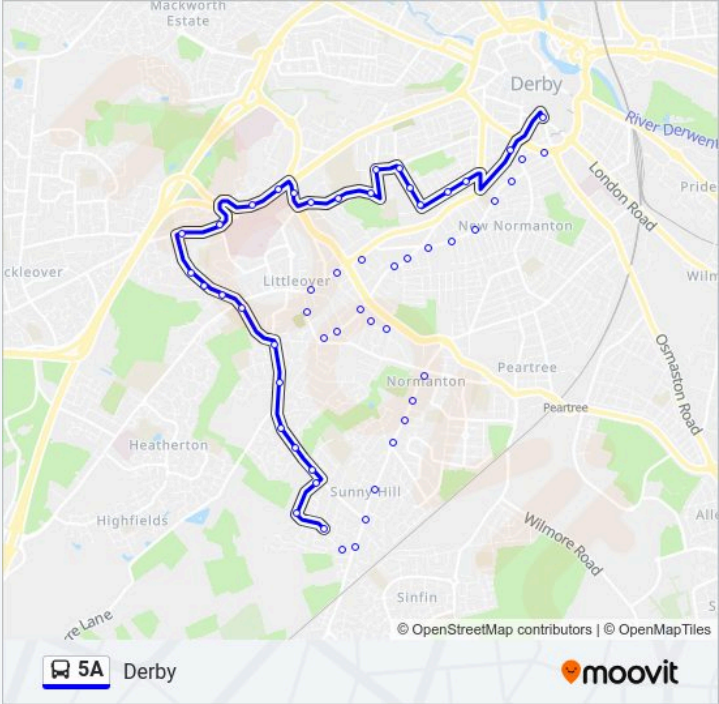 Mackworth
Estate
Derby
River Derwent
London Road
Pride
New Normanton
ckleover
Littleover
Wilm
Osmaston Road
Peartree
Normanton
Peartree
Heatherton
Sunny Hill
Highfields
Alle
Wilmore Road
S
Sinfin
re Lane
© OpenStreetMap contributors | © OpenMapTiles
5A Derby
moovit